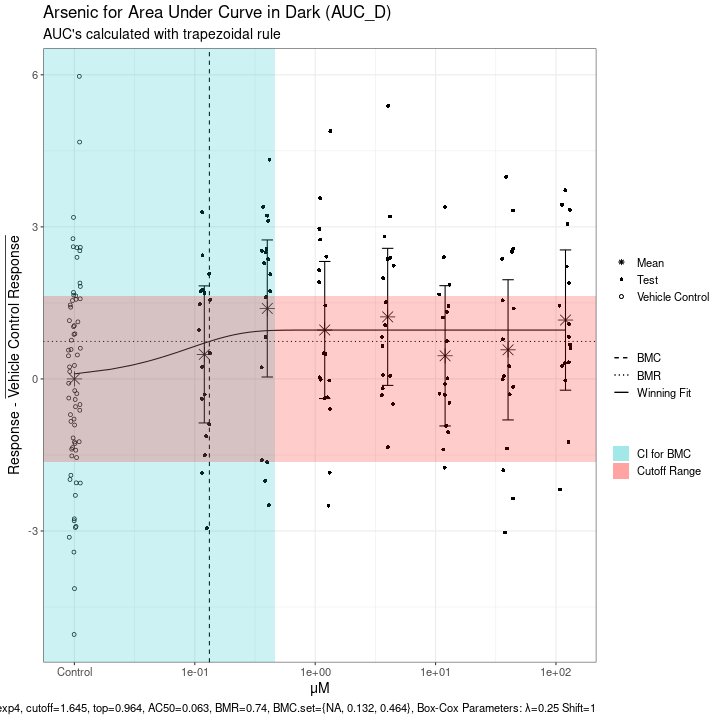 Arsenic for Area Under Curve in Dark (AUC_D)
AUC's calculated with trapezoidal rule
Response - Vehicle Control Response
6
3
0
-3
Control
1e-01
1e+00
1e+01
1e+02
μM
Mean
Test
Vehicle Control
BMC
BMR
Winning Fit
CI for BMC
Cutoff Range
exp4, cutoff=1.645, top=0.964, AC50=0.063, BMR=0.74, BMC.set={NA, 0.132, 0.464}, Box-Cox Parameters: λ=0.25 Shift=1